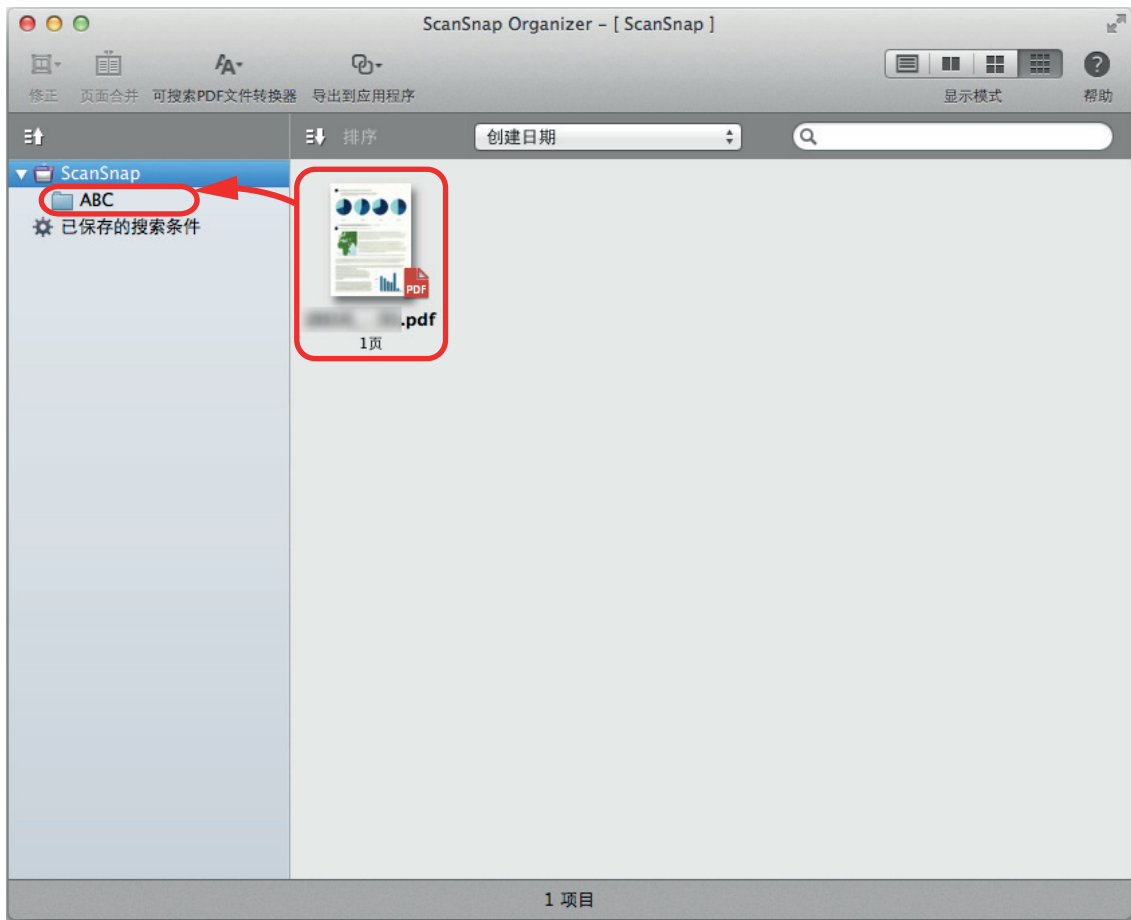 ScanSnap Organizer – [ ScanSnap ]
修正 页面合并 可搜索PDF文件转换器 导出到应用程序 显示模式 帮助
排序 创建日期
ScanSnap
ABC
已保存的搜索条件
PDF
.pdf
1页
1 项目